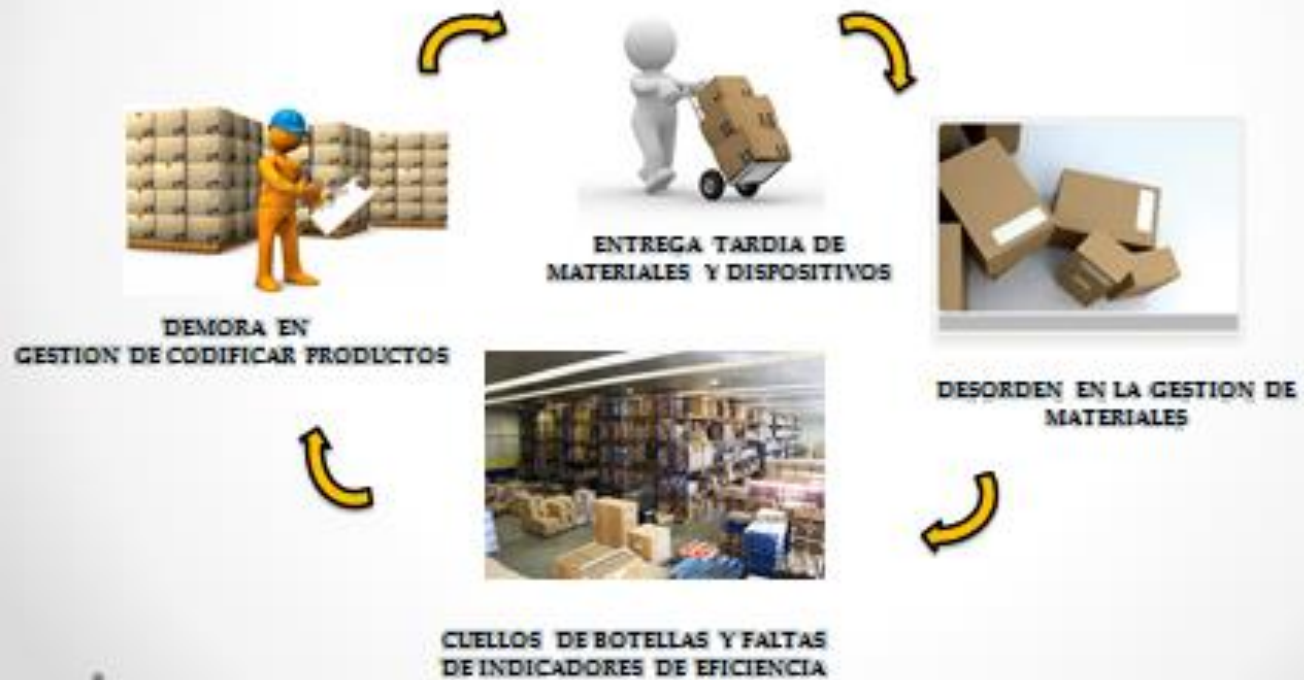 ENTREGA TARDIA DE
MATERIALES Y DISPOSITIVOS
DEMORA EN
GESTION DE CODIFICAR PRODUCTOS
DESORDEN EN LA GESTION DE
MATERIALES
CUELLOS DE BOTELLAS Y FALTAS
DE INDICADORES DE EFICIENCIA